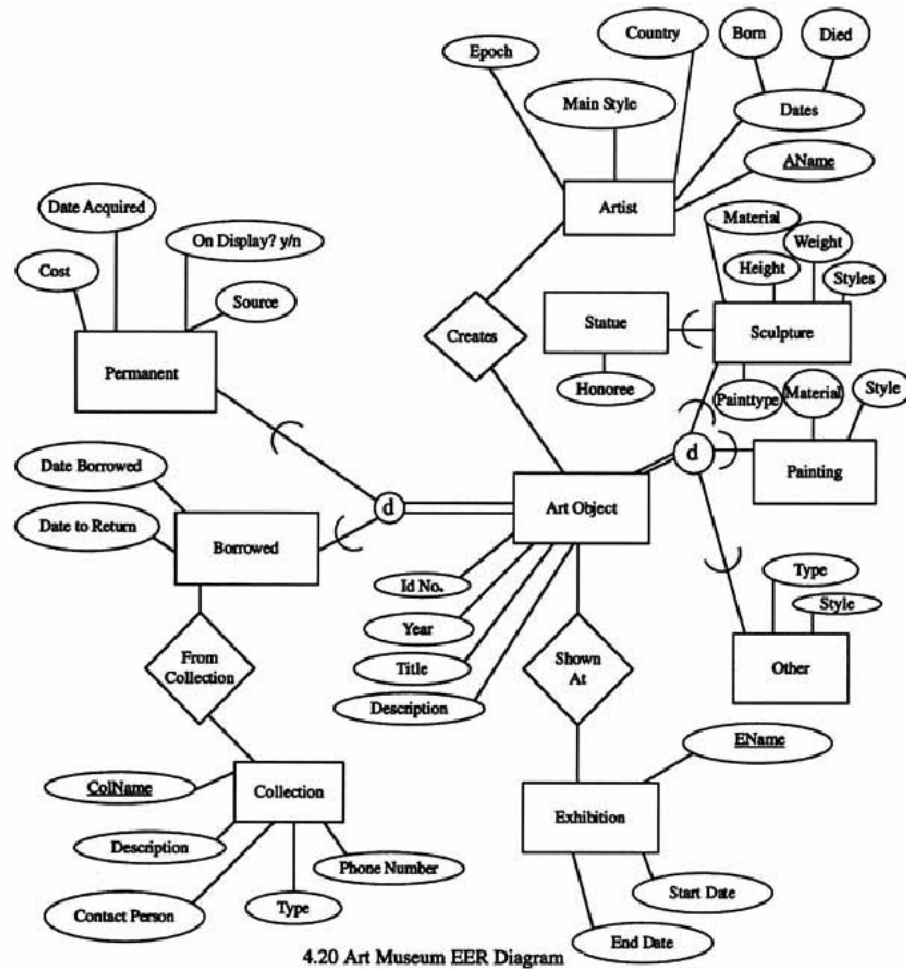 Country
Born
Died
Epoch
Main Style
Dates
AName
Artist
Date Acquired
On Display? y/n
Cost
Source
Permanent
Creates
Material
Weight
Height
Styles
Statue
Sculpture
Honoree
Painttype
Material
Style
Painting
d
Date Borrowed
Date to Return
Borrowed
d
Art Object
Id No.
Year
Title
Description
Type
Style
Other
From
Collection
Shown
At
EName
ColName
Collection
Exhibition
Description
Phone Number
Contact Person
Type
Start Date
End Date
4.20 Art Museum EER Diagram